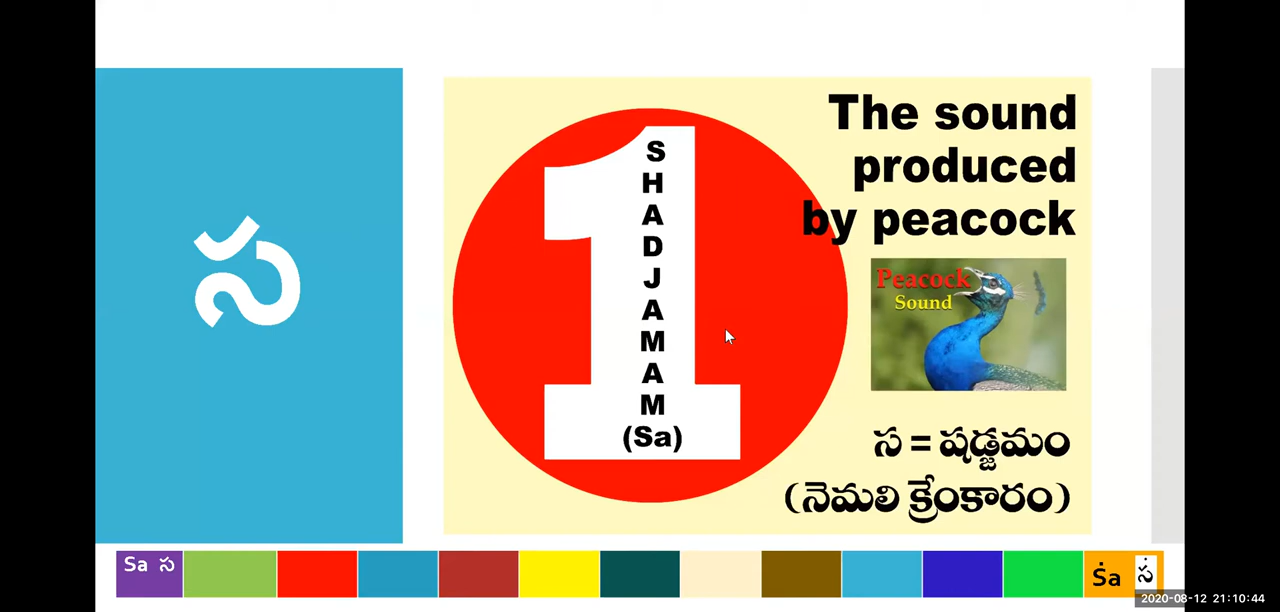 స
SHADJAMAM
(Sa)
The sound
produced
by peacock
Peacock
Sound
స = షడ్జమం
(నెమలి క్రేంకారం)
Sa స
Ṡa స॑
2020-08-12 21:10:44